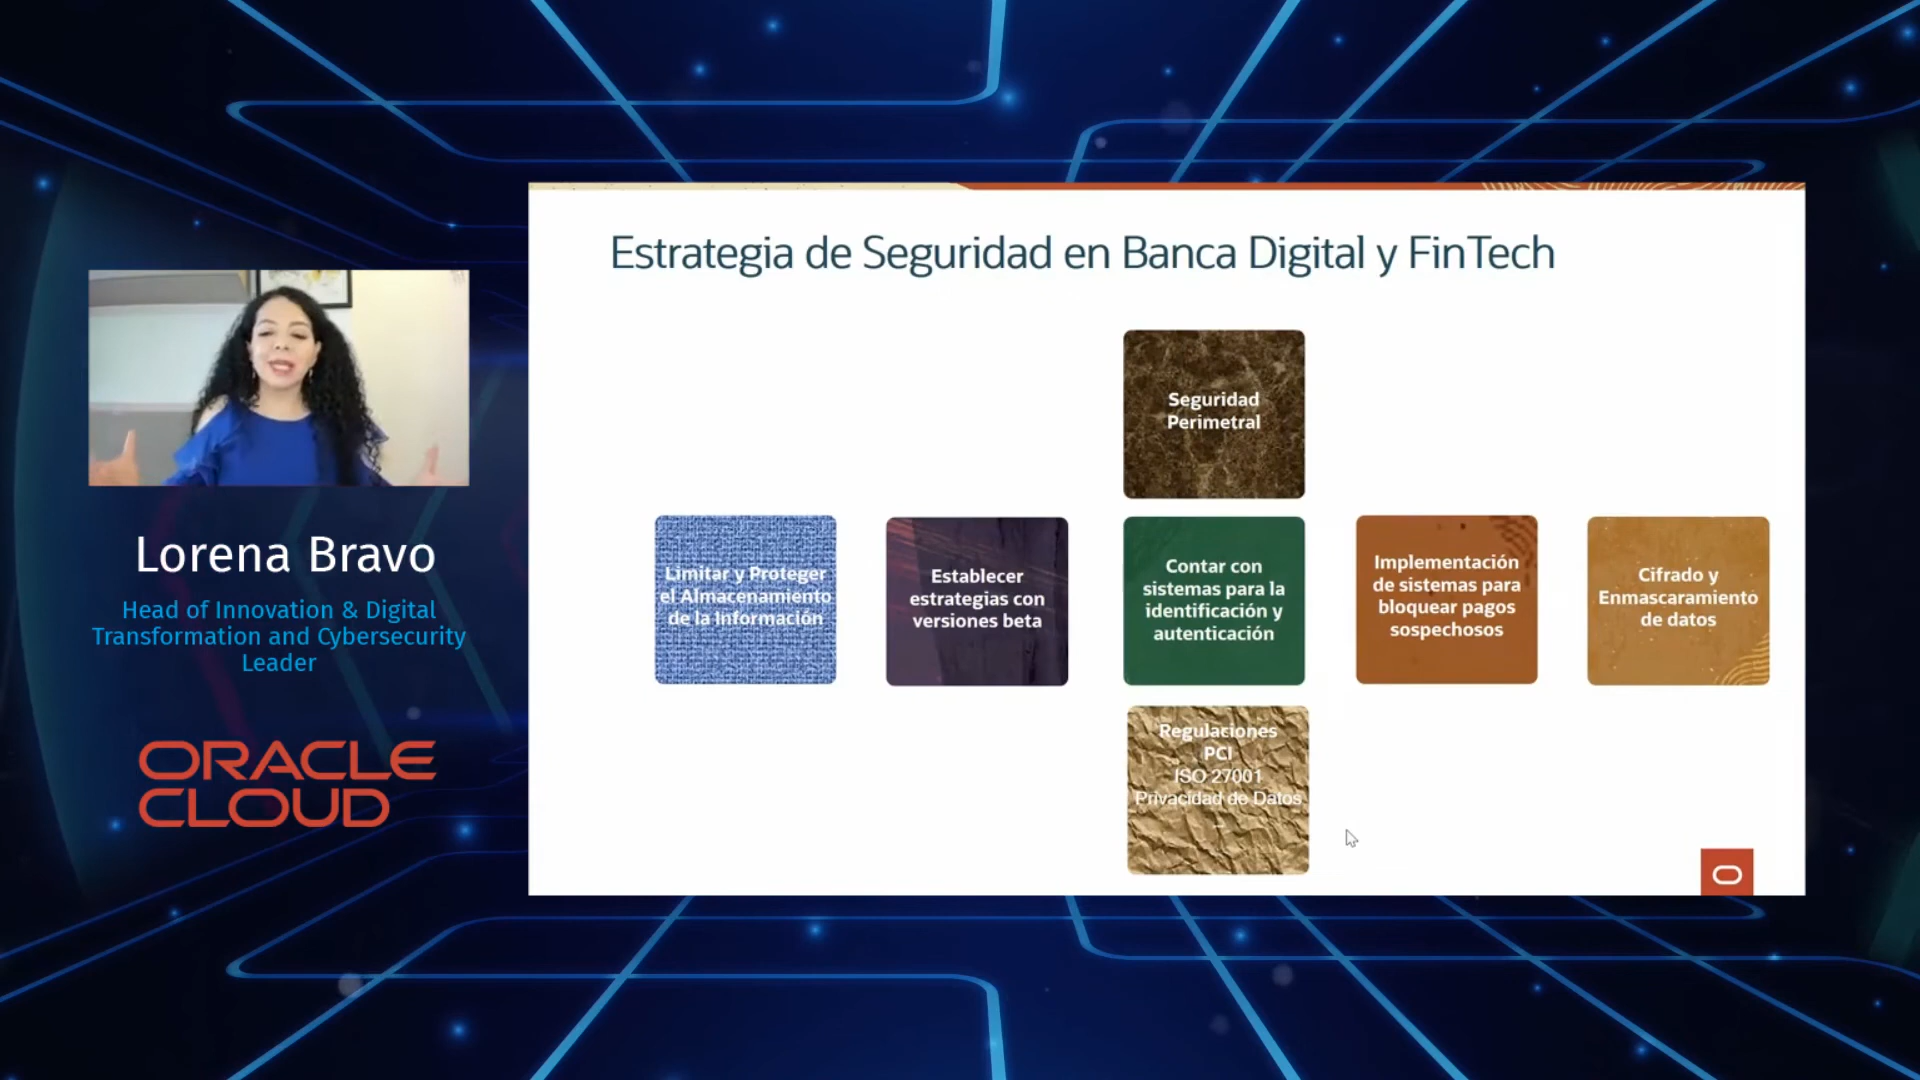 Estrategia de Seguridad en Banca Digital y FinTech
Seguridad
Perimetral
Limitar y Proteger
el Almacenamiento
de la Información
Establecer
estrategias con
versiones beta
Contar con
sistemas para la
identificación y
autenticación
Implementación
de sistemas para
bloquear pagos
sospechosos
Cifrado y
Enmascaramiento
de datos
Regulaciones
PCI
ISO 27001
Privacidad de Datos
Lorena Bravo
Head of Innovation & Digital
Transformation and Cybersecurity
Leader
ORACLE
CLOUD